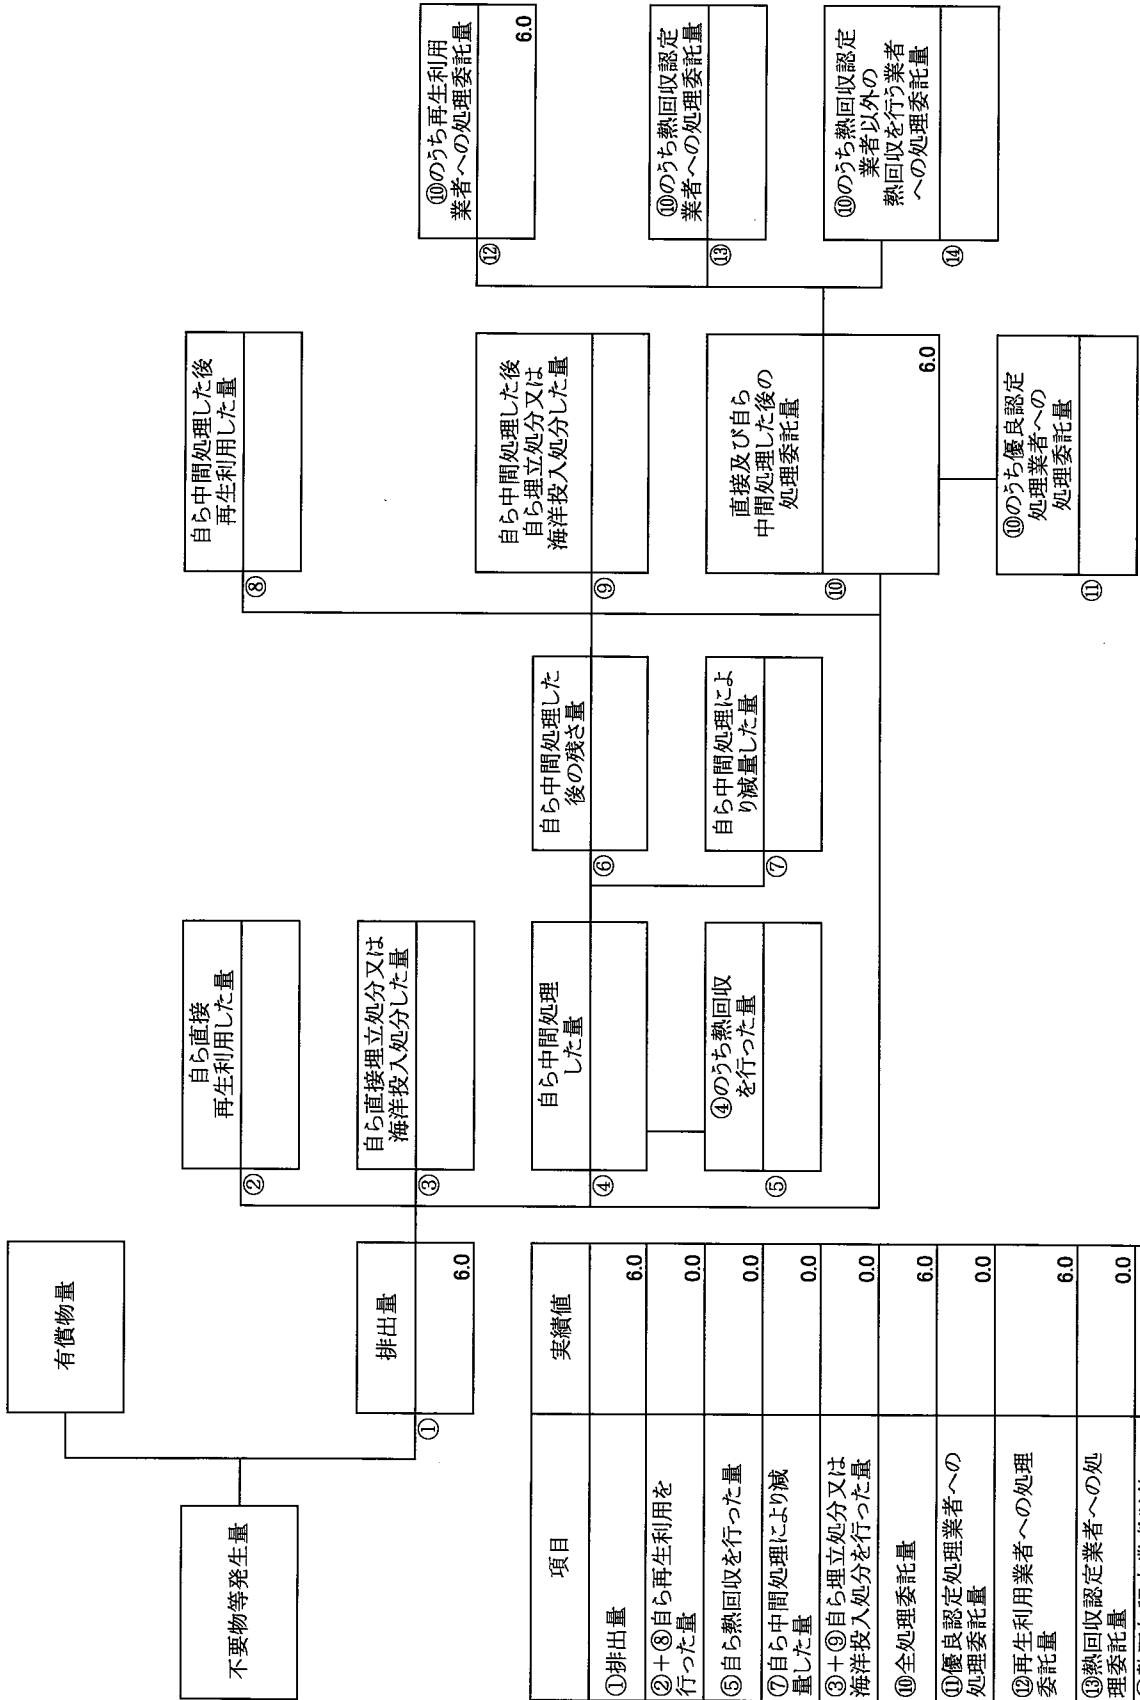 不要物等発生量
有償物量
①
排出量
6.0
②
自ら直接
再生利用した量
③
自ら直接埋立処分又は
海洋投入処分した量
④
自ら中間処理
した量
⑤
④のうち熱回収
を行った量
⑥
自ら中間処理した
後の残さ量
⑦
自ら中間処理によ
り減量した量
⑧
自ら中間処理した後
再生利用した量
⑨
自ら中間処理した後
自ら埋立処分又は
海洋投入処分した量
⑩
直接及び自ら
中間処理した後の
処理委託量
6.0
⑪
⑩のうち優良認定
処理業者への
処理委託量
⑫
⑩のうち再生利用
業者への処理委託量
6.0
⑬
⑩のうち熱回収認定
業者への処理委託量
⑭
⑩のうち熱回収認定
業者以外の
熱回収を行う業者
への処理委託量
項目 実績値
①排出量 6.0
②+⑧自ら再生利用を
行った量 0.0
⑤自ら熱回収を行った量 0.0
⑦自ら中間処理により減
量した量 0.0
③+⑨自ら埋立処分又は
海洋投入処分を行った量 0.0
⑩全処理委託量 6.0
⑪優良認定処理業者への
処理委託量 0.0
⑫再生利用業者への処理
委託量 6.0
⑬熱回収認定業者への処
理委託量 0.0